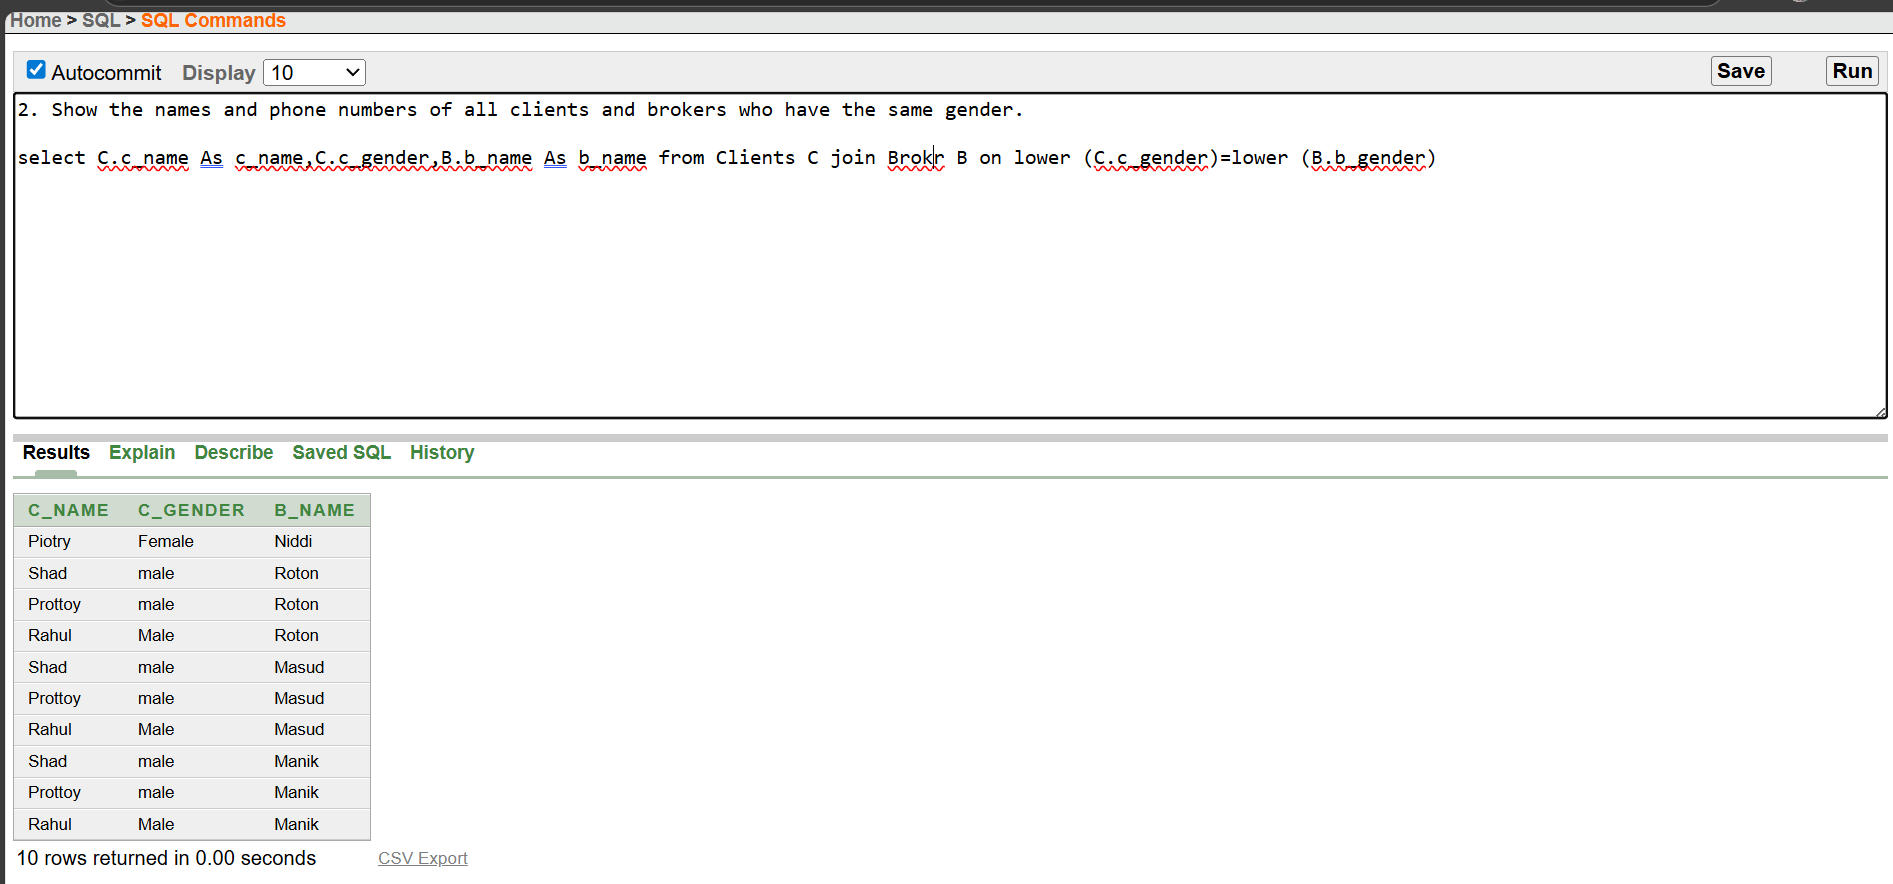 Home > SQL > SQL Commands
Autocommit Display 10 Save Run
2. Show the names and phone numbers of all clients and brokers who have the same gender.
select C.c_name As c_name,C.c_gender,B.b_name As b_name from Clients C join Brokr B on lower (C.c_gender)=lower (B.b_gender)
Results Explain Describe Saved SQL History
C_NAME C_GENDER B_NAME
Piotry Female Niddi
Shad male Roton
Prottoy male Roton
Rahul Male Roton
Shad male Masud
Prottoy male Masud
Rahul Male Masud
Shad male Manik
Prottoy male Manik
Rahul Male Manik
10 rows returned in 0.00 seconds CSV Export